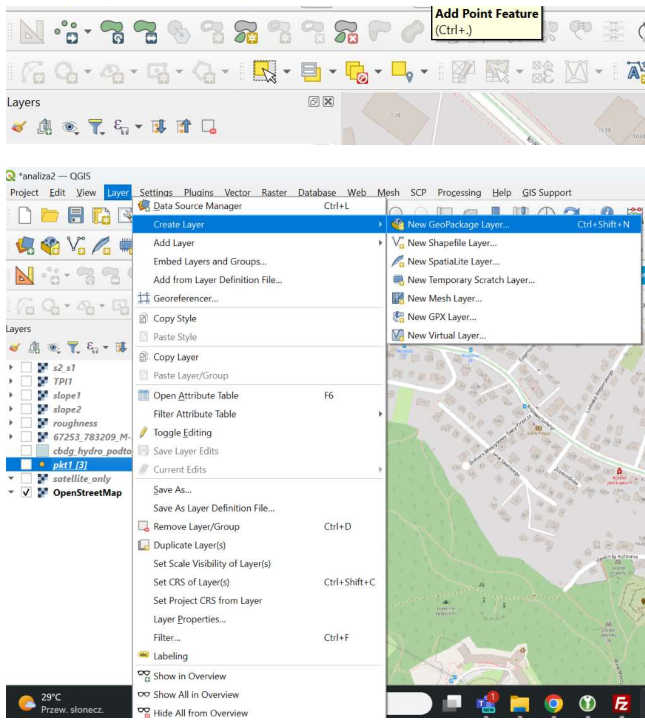 Add Point Feature
(Ctrl+.)
Layers
*analiza2 — QGIS
Project Edit View Layer Settings Plugins Vector Raster Database Web Mesh SCP Processing Help GIS Support
Data Source Manager Ctrl+L
Create Layer
Add Layer
Embed Layers and Groups...
Add from Layer Definition File...
Georeferencer...
Copy Style
Paste Style
Copy Layer
Paste Layer/Group
Open Attribute Table F6
Filter Attribute Table
Toggle Editing
Save Layer Edits
Current Edits
Save As...
Save As Layer Definition File...
Remove Layer/Group Ctrl+D
Duplicate Layer(s)
Set Scale Visibility of Layer(s)
Set CRS of Layer(s) Ctrl+Shift+C
Set Project CRS from Layer
Layer Properties...
Filter... Ctrl+F
Labeling
Show in Overview
Show All in Overview
Hide All from Overview
New GeoPackage Layer... Ctrl+Shift+N
New Shapefile Layer...
New SpatiaLite Layer...
New Temporary Scratch Layer...
New Mesh Layer...
New GPX Layer...
New Virtual Layer...
Layers
s2_s1
TPI1
slope1
slope2
roughness
67253_783209_M-
cbdg_hydro_podto
pkt1 [3]
satellite_only
OpenStreetMap
29°C
Przew. słonecz.